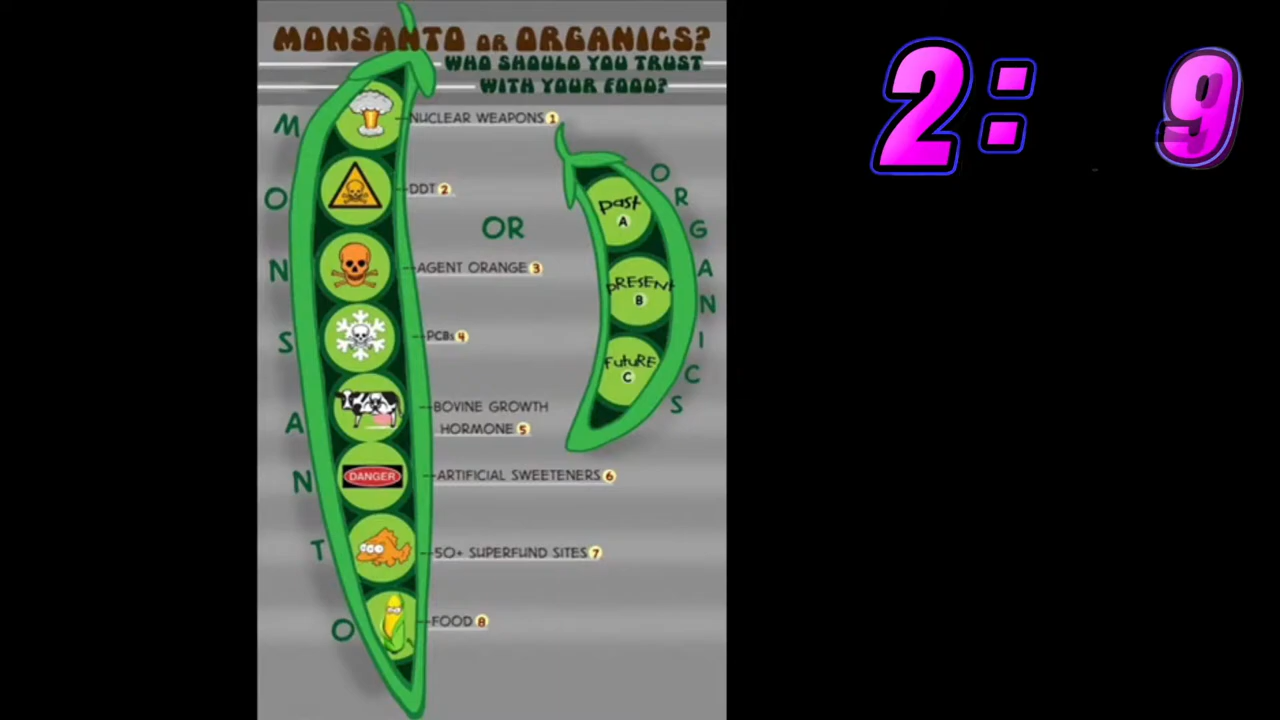 MONSANTO OR ORGANICS?
WHO SHOULD YOU TRUST
WITH YOUR FOOD?
MONSANTO
NUCLEAR WEAPONS 1
DDT 2
AGENT ORANGE 3
PCBs 4
BOVINE GROWTH
HORMONE 5
DANGER
ARTIFICIAL SWEETENERS 6
50+ SUPERFUND SITES 7
FOOD 8
OR
ORGANICS
PAST
A
PRESENT
B
FUTURE
C
2: 9